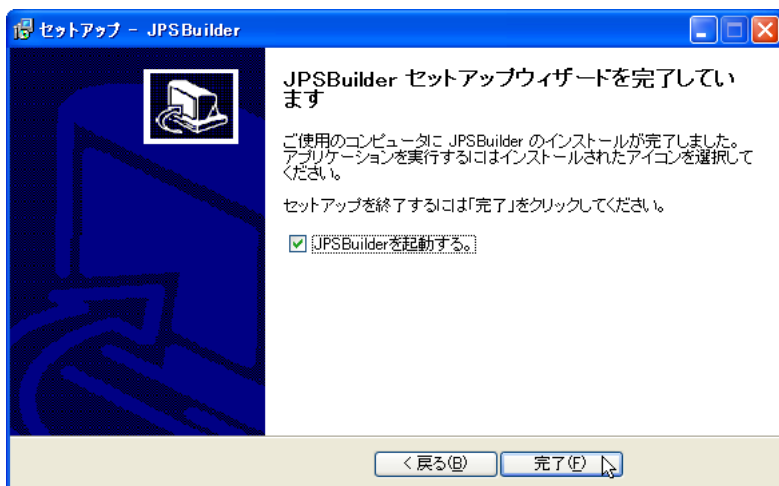 セットアップ - JPSBuilder
JPSBuilder セットアップウィザードを完了してい
ます
ご使用のコンピュータに JPSBuilder のインストールが完了しました。
アプリケーションを実行するにはインストールされたアイコンを選択して
ください。
セットアップを終了するには「完了」をクリックしてください。
JPSBuilderを起動する。
< 戻る(B)
完了(F)